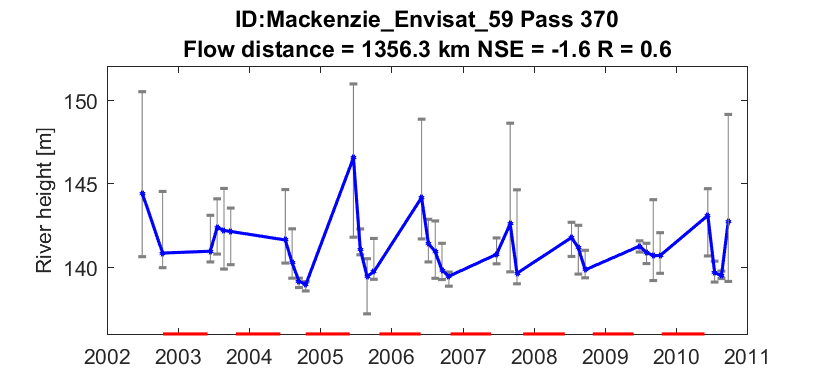 ID:Mackenzie_Envisat_59 Pass 370
Flow distance = 1356.3 km NSE = -1.6 R = 0.6
River height [m]
150
145
140
2002 2003 2004 2005 2006 2007 2008 2009 2010 2011